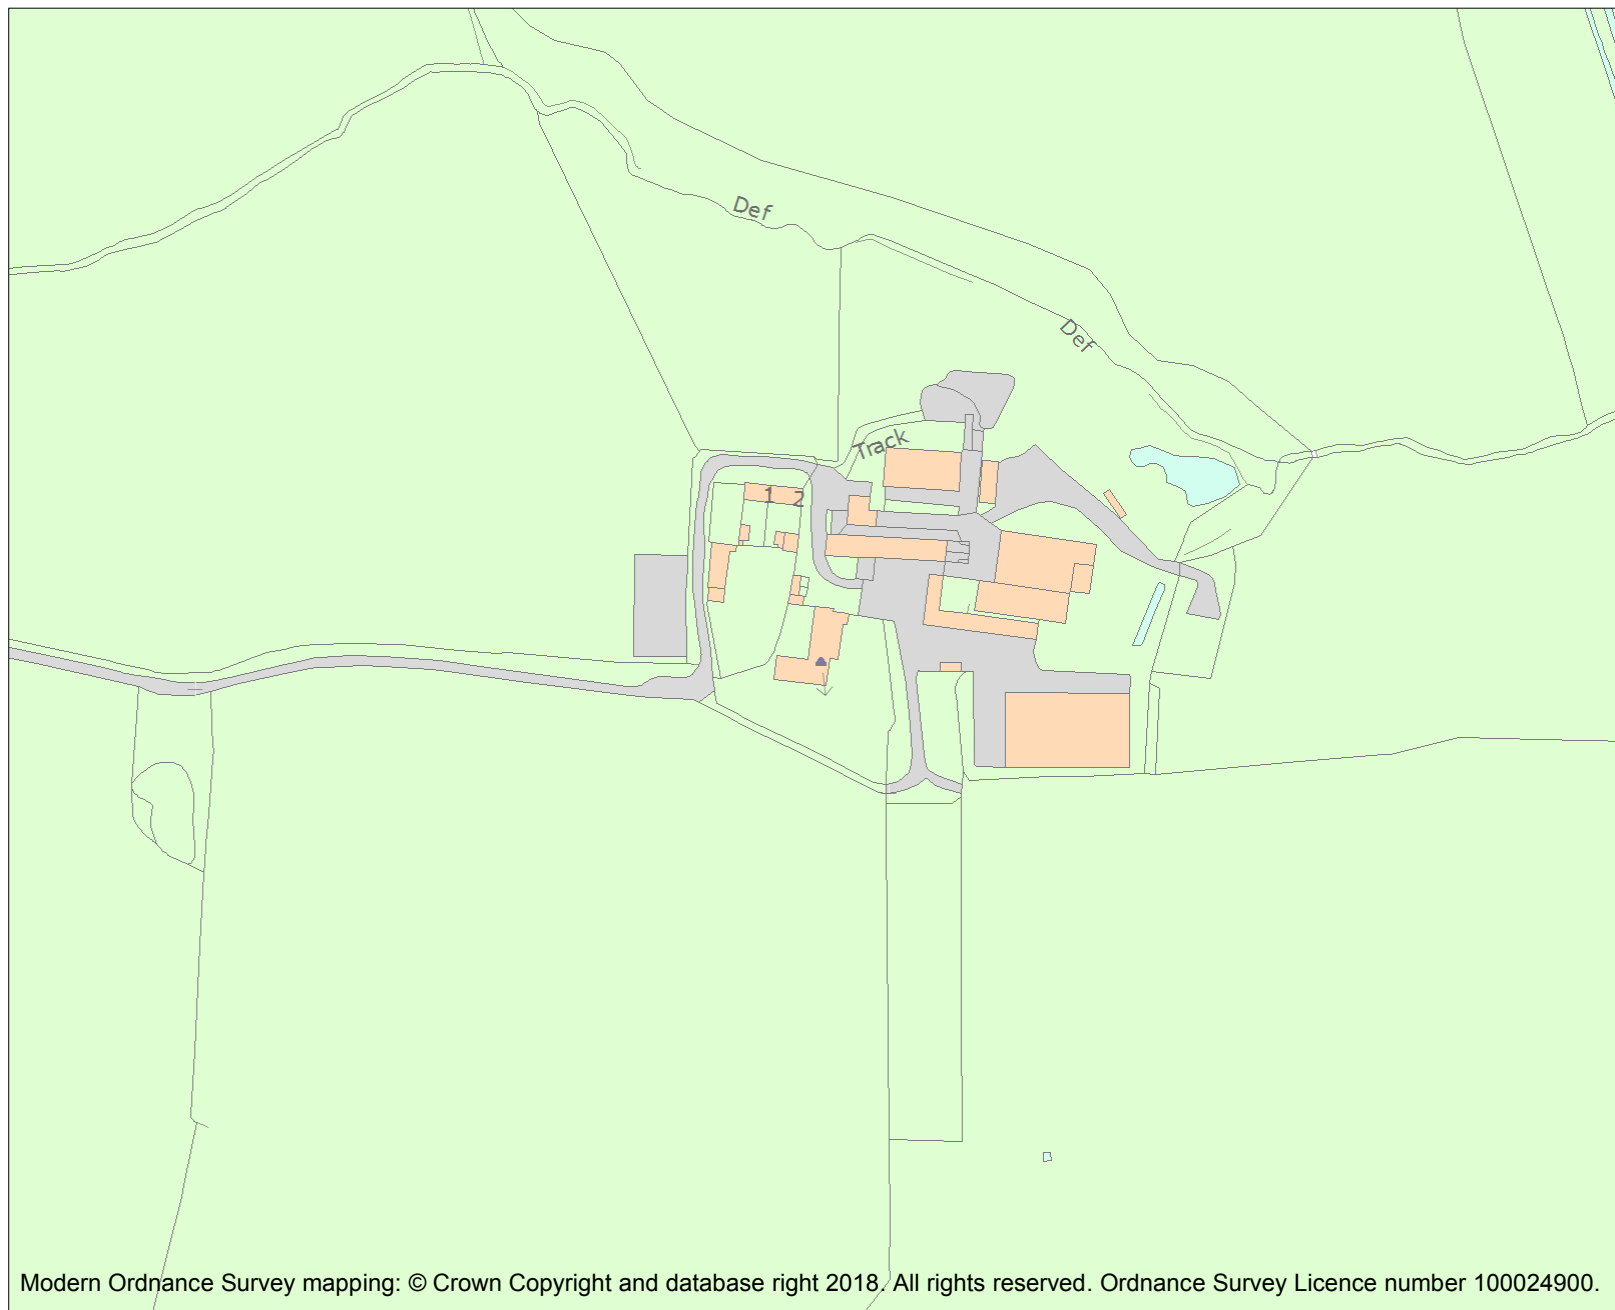 Def
Def
Track
1 2
Modern Ordnance Survey mapping: © Crown Copyright and database right 2018. All rights reserved. Ordnance Survey Licence number 100024900.